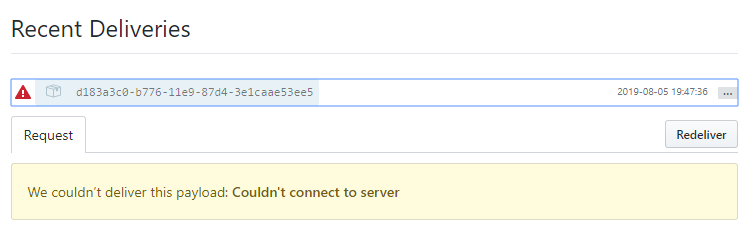 Recent Deliveries
d183a3c0-b776-11e9-87d4-3e1caae53ee5 2019-08-05 19:47:36 ...
Request Redeliver
We couldn’t deliver this payload: Couldn't connect to server